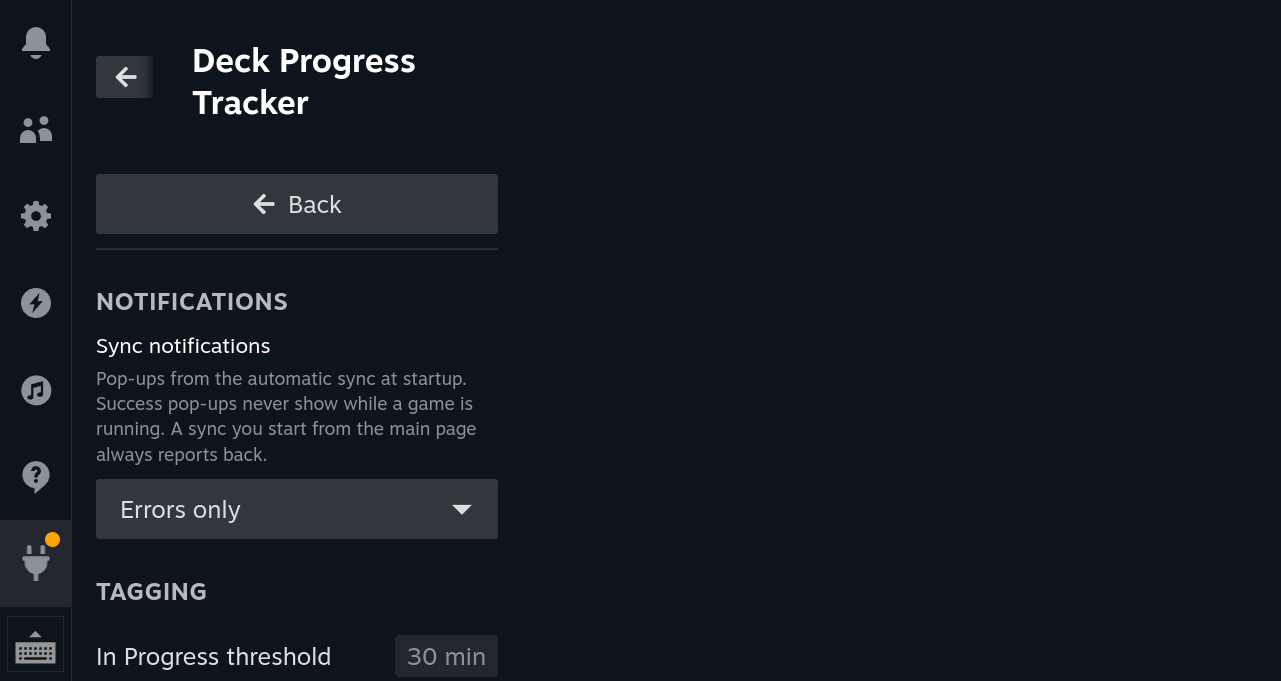 Deck Progress
Tracker
Back
NOTIFICATIONS
Sync notifications
Pop-ups from the automatic sync at startup.
Success pop-ups never show while a game is
running. A sync you start from the main page
always reports back.
Errors only
TAGGING
In Progress threshold
30 min